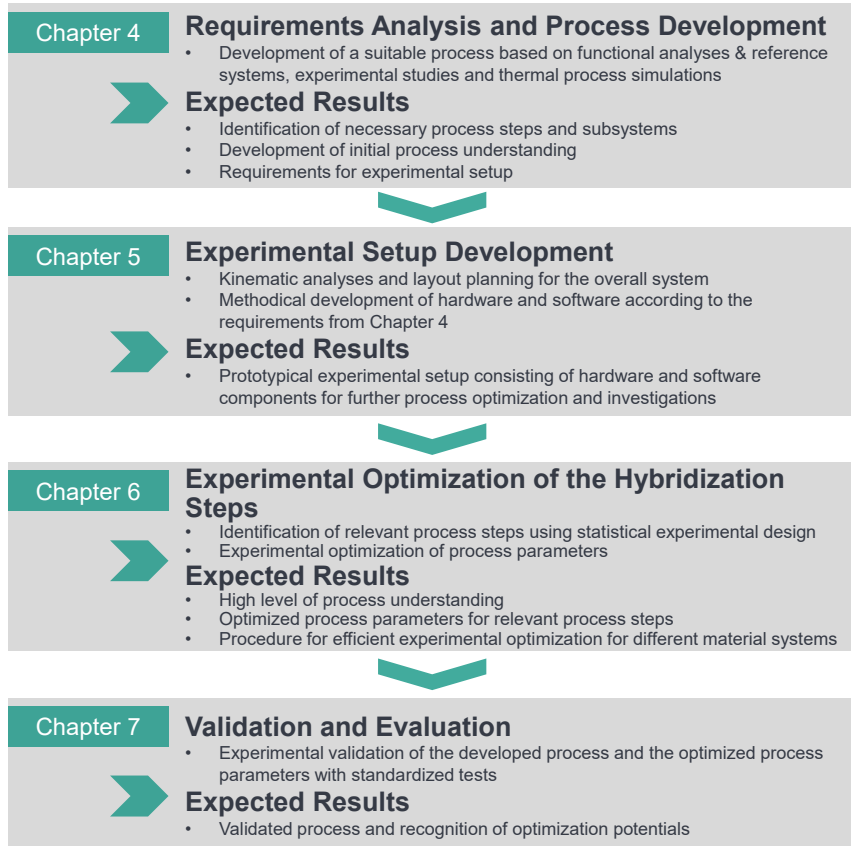 Chapter 4
Requirements Analysis and Process Development
• Development of a suitable process based on functional analyses & reference
systems, experimental studies and thermal process simulations
Expected Results
• Identification of necessary process steps and subsystems
• Development of initial process understanding
• Requirements for experimental setup
Chapter 5
Experimental Setup Development
• Kinematic analyses and layout planning for the overall system
• Methodical development of hardware and software according to the
requirements from Chapter 4
Expected Results
• Prototypical experimental setup consisting of hardware and software
components for further process optimization and investigations
Chapter 6
Experimental Optimization of the Hybridization
Steps
• Identification of relevant process steps using statistical experimental design
• Experimental optimization of process parameters
Expected Results
• High level of process understanding
• Optimized process parameters for relevant process steps
• Procedure for efficient experimental optimization for different material systems
Chapter 7
Validation and Evaluation
• Experimental validation of the developed process and the optimized process
parameters with standardized tests
Expected Results
• Validated process and recognition of optimization potentials